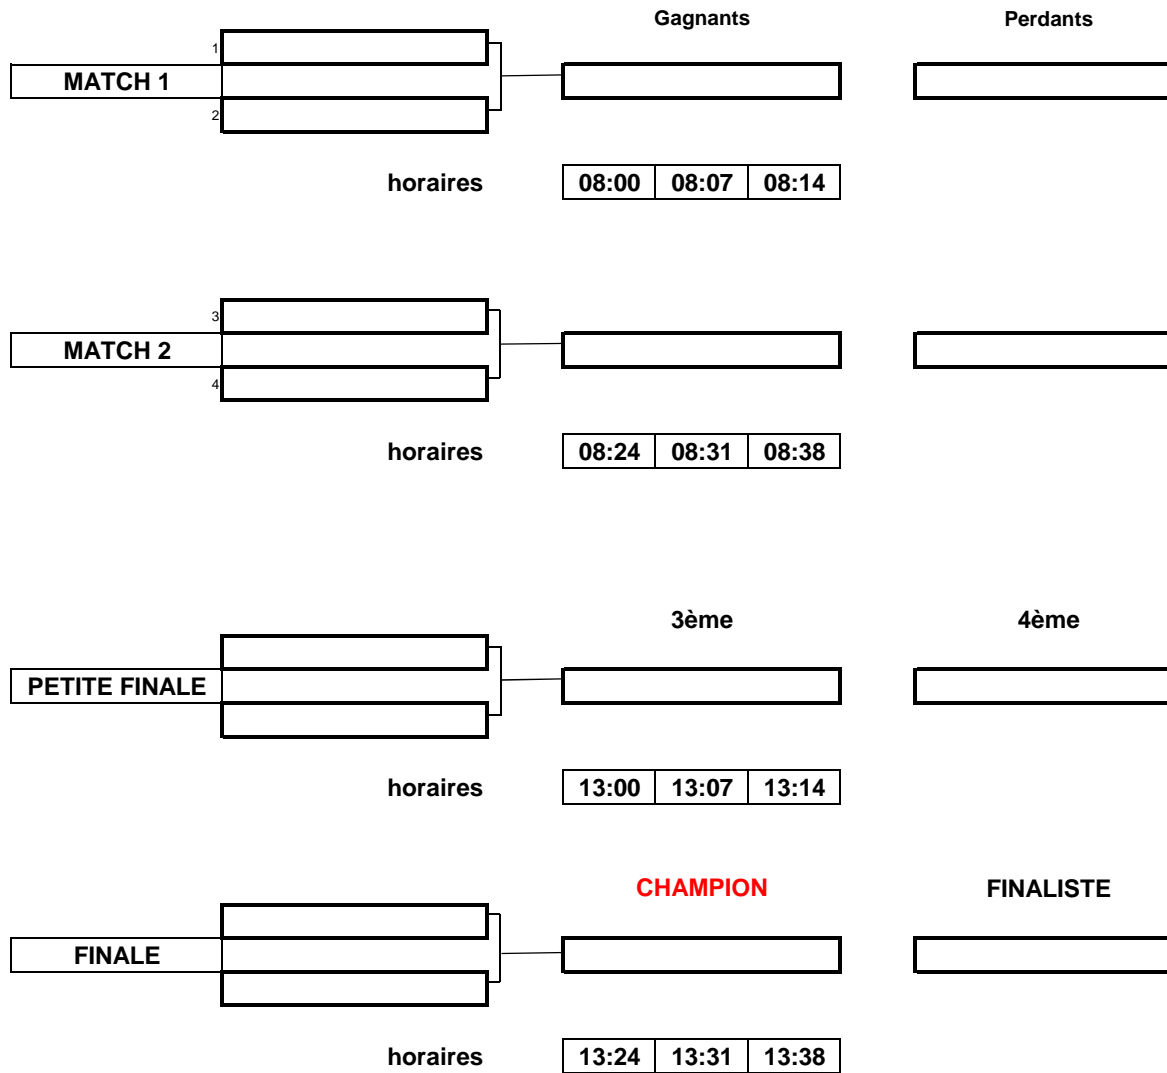 Gagnants Perdants
1
MATCH 1
2
horaires 08:00 08:07 08:14
3
MATCH 2
4
horaires 08:24 08:31 08:38
3ème 4ème
PETITE FINALE
horaires 13:00 13:07 13:14
CHAMPION FINALISTE
FINALE
horaires 13:24 13:31 13:38